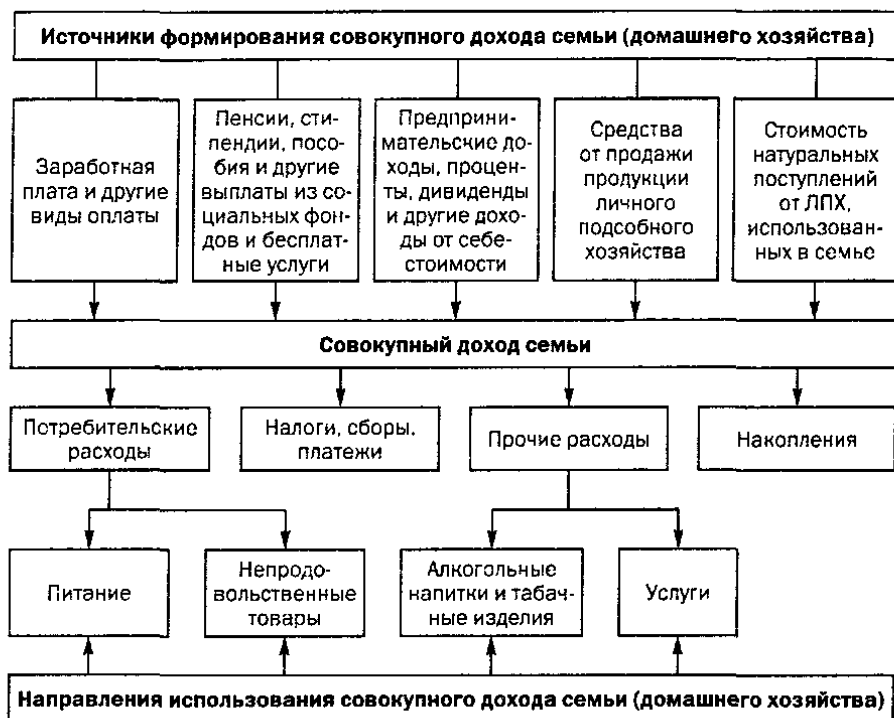 Источники формирования совокупного дохода семьи (домашнего хозяйства)
Заработная
плата и другие
виды оплаты
Пенсии, сти-
пендии, посо-
бия и другие
выплаты из со-
циальных фон-
дов и бесплат-
ные услуги
Предприни-
мательские до-
ходы, процен-
ты, дивиденды
и другие дохо-
ды от себе-
стоимости
Средства
от продажи
продукции
личного
подсобного
хозяйства
Стоимость
натуральных
поступлений
от ЛПХ,
использован-
ных в семье
Совокупный доход семьи
Потребительские
расходы
Налоги, сборы,
платежи
Прочие расходы
Накопления
Питание
Непродо-
вольственные
товары
Алкогольные
напитки и табач-
ные изделия
Услуги
Направления использования совокупного дохода семьи (домашнего хозяйства)